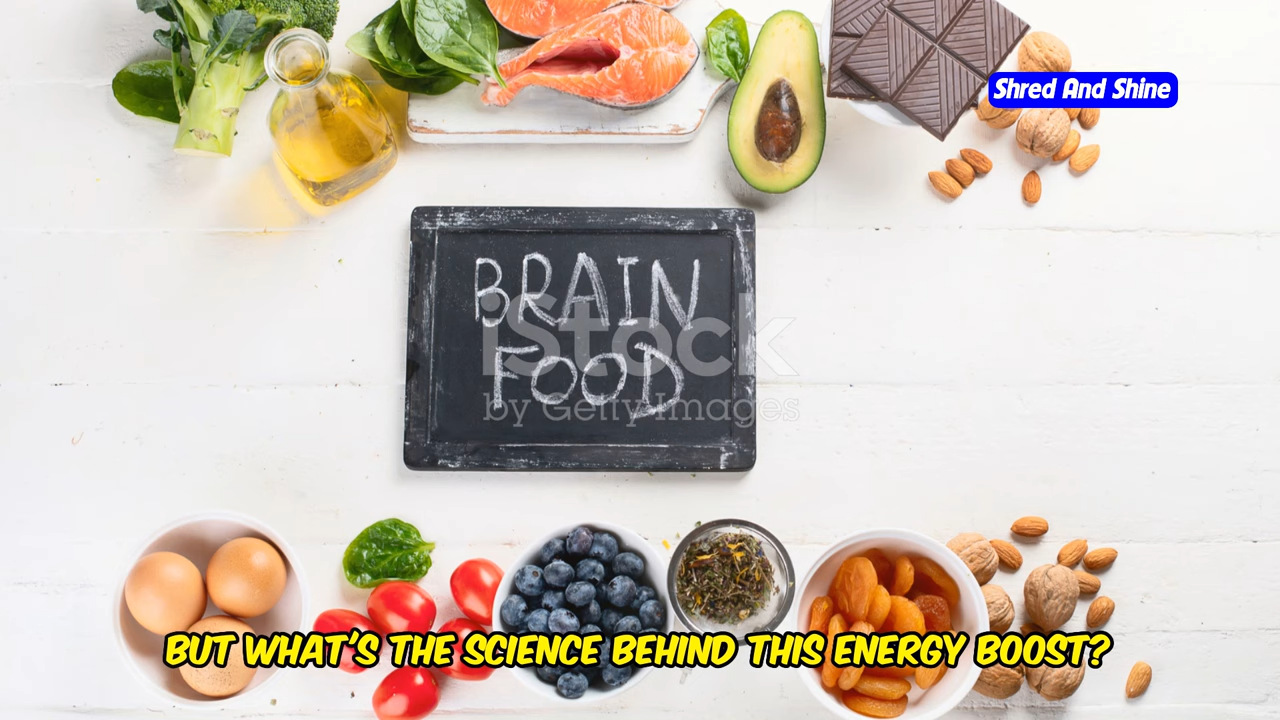 Shred And Shine
BRAIN
FOOD
iStock
by Getty Images
BUT WHAT'S THE SCIENCE BEHIND THIS ENERGY BOOST?